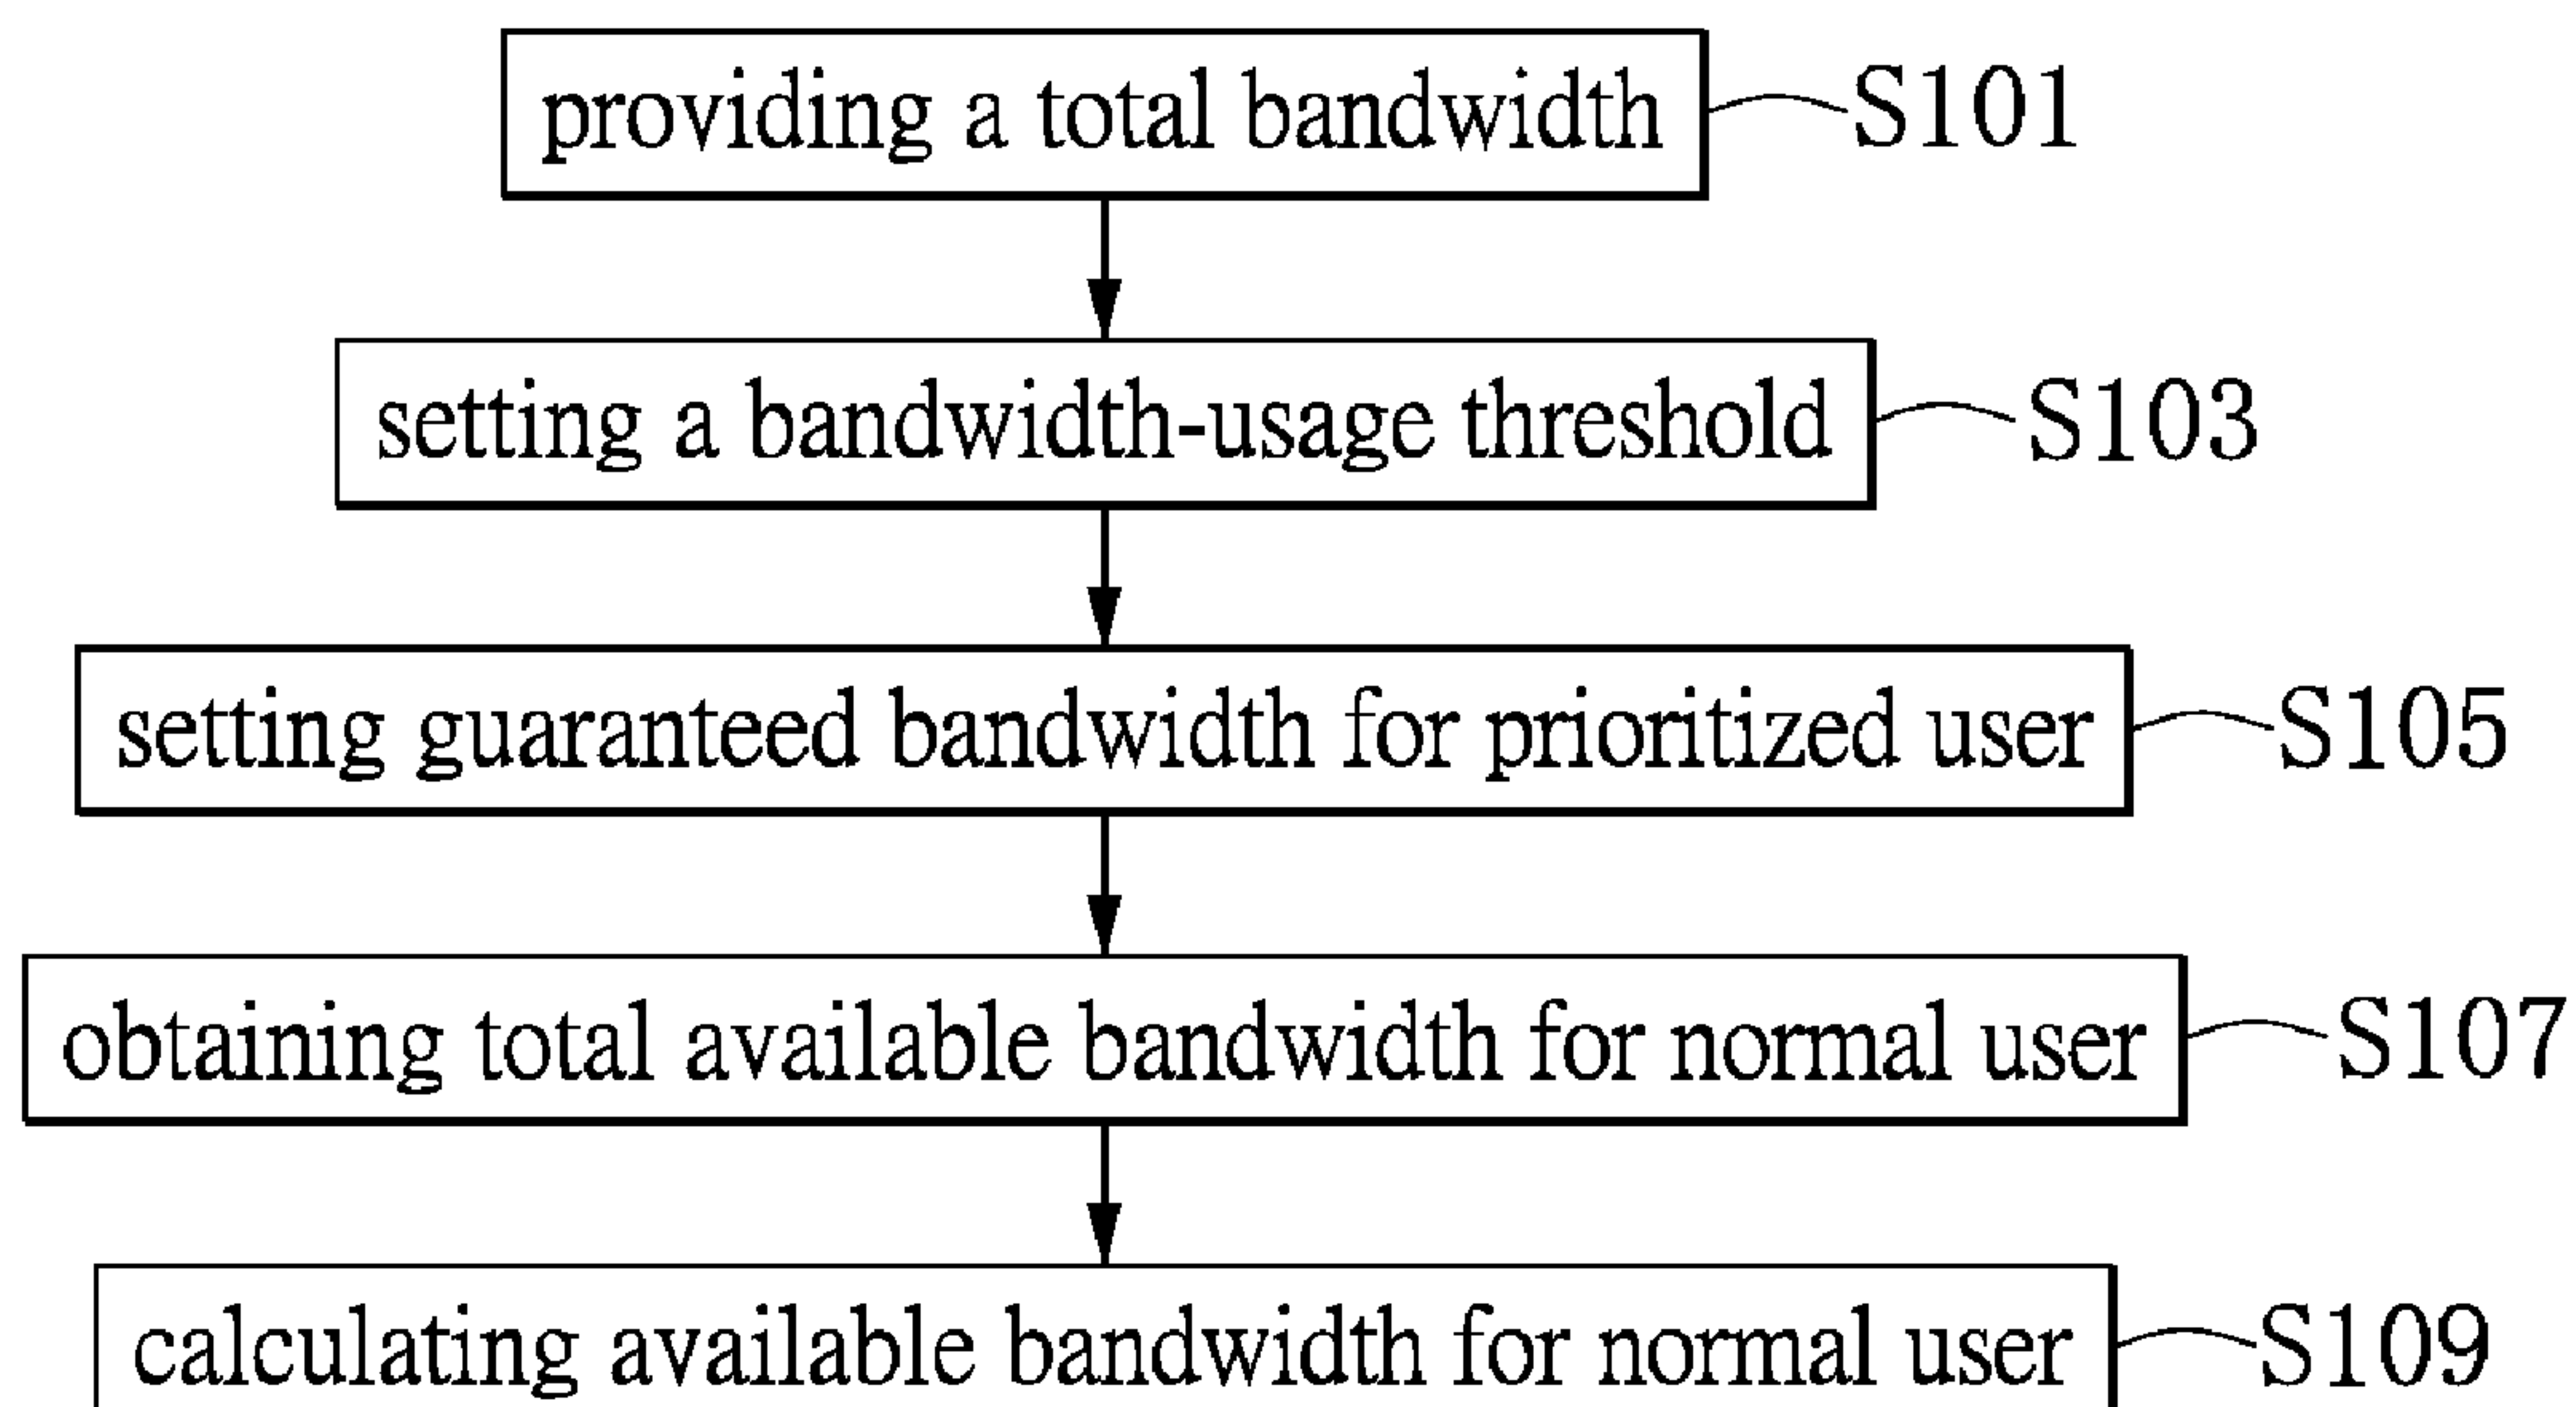 providing a total bandwidth S101
setting a bandwidth-usage threshold S103
setting guaranteed bandwidth for prioritized user S105
obtaining total available bandwidth for normal user S107
calculating available bandwidth for normal user S109